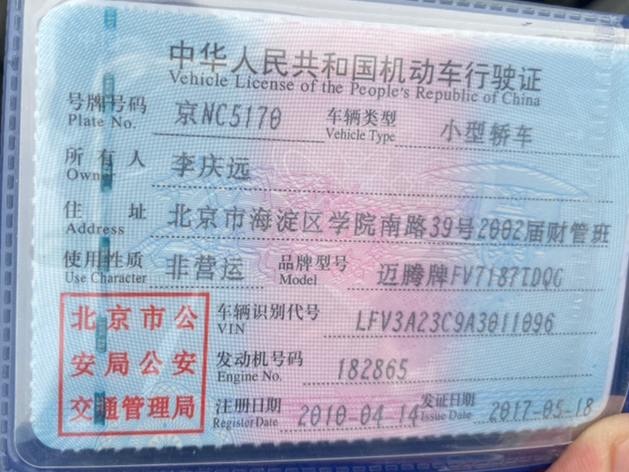 中华人民共和国机动车行驶证
Vehicle License of the People's Republic of China
号牌号码 京NC5170 车辆类型 小型轿车
Plate No. Vehicle Type
所有人 李庆远
Owner
住址 北京市海淀区学院南路39号2002届财管班
Address
使用性质 非营运 品牌型号 迈腾牌FV7187TDQG
Use Character Model
北京市公安局公安交通管理局
车辆识别代号 LFV3A23C9A3011096
VIN
发动机号码 182865
Engine No.
注册日期 2010-04-14 发证日期 2017-05-18
Register Date Issue Date